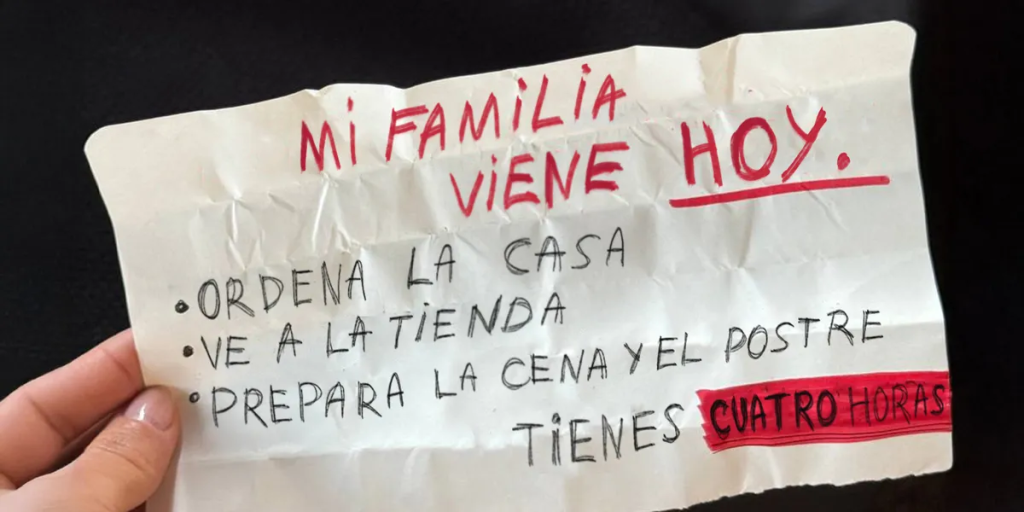 Mi FAMiLiA
ViENE HOY.
•ORDENA LA CASA
•VE A LA TiENDA
•PREPARA LA CENA Y EL POSTRE
TiENES CUATRO HORAS